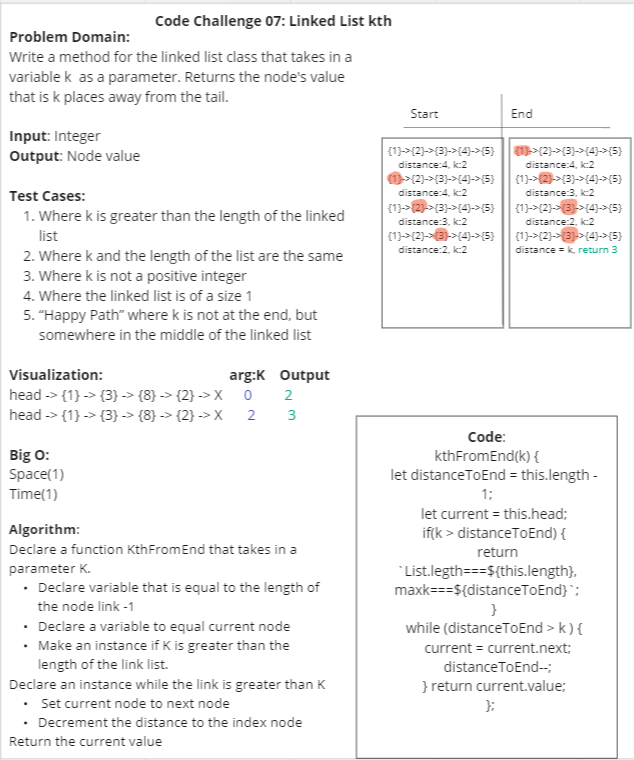 Code Challenge 07: Linked List kth
Problem Domain:
Write a method for the linked list class that takes in a
variable k  as a parameter. Returns the node's value
that is k places away from the tail.
Input: Integer
Output: Node value
Test Cases:
1. Where k is greater than the length of the linked
list
2. Where k and the length of the list are the same
3. Where k is not a positive integer
4. Where the linked list is of a size 1
5. “Happy Path” where k is not at the end, but
somewhere in the middle of the linked list
Visualization: arg:K Output
head -> {1} -> {3} -> {8} -> {2} -> X 0 2
head -> {1} -> {3} -> {8} -> {2} -> X 2 3
Big O:
Space(1)
Time(1)
Algorithm:
Declare a function KthFromEnd that takes in a
parameter K.
• Declare variable that is equal to the length of
the node link -1
• Declare a variable to equal current node
• Make an instance if K is greater than the
length of the link list.
Declare an instance while the link is greater than K
• Set current node to next node
• Decrement the distance to the index node
Return the current value
Start
{1}->{2}->{3}->{4}->{5}
distance:4, k:2
{1}->{2}->{3}->{4}->{5}
distance:4, k:2
{1}->{2}->{3}->{4}->{5}
distance:3, k:2
{1}->{2}->{3}->{4}->{5}
distance:2, k:2
End
{1}->{2}->{3}->{4}->{5}
distance:4, k:2
{1}->{2}->{3}->{4}->{5}
distance:3, k:2
{1}->{2}->{3}->{4}->{5}
distance:2, k:2
{1}->{2}->{3}->{4}->{5}
distance = k, return 3
Code:
kthFromEnd(k) {
let distanceToEnd = this.length -
1;
let current = this.head;
if(k > distanceToEnd) {
return
`List.legth===${this.length},
maxk===${distanceToEnd}`;
}
while (distanceToEnd > k ) {
current = current.next;
distanceToEnd--;
} return current.value;
};